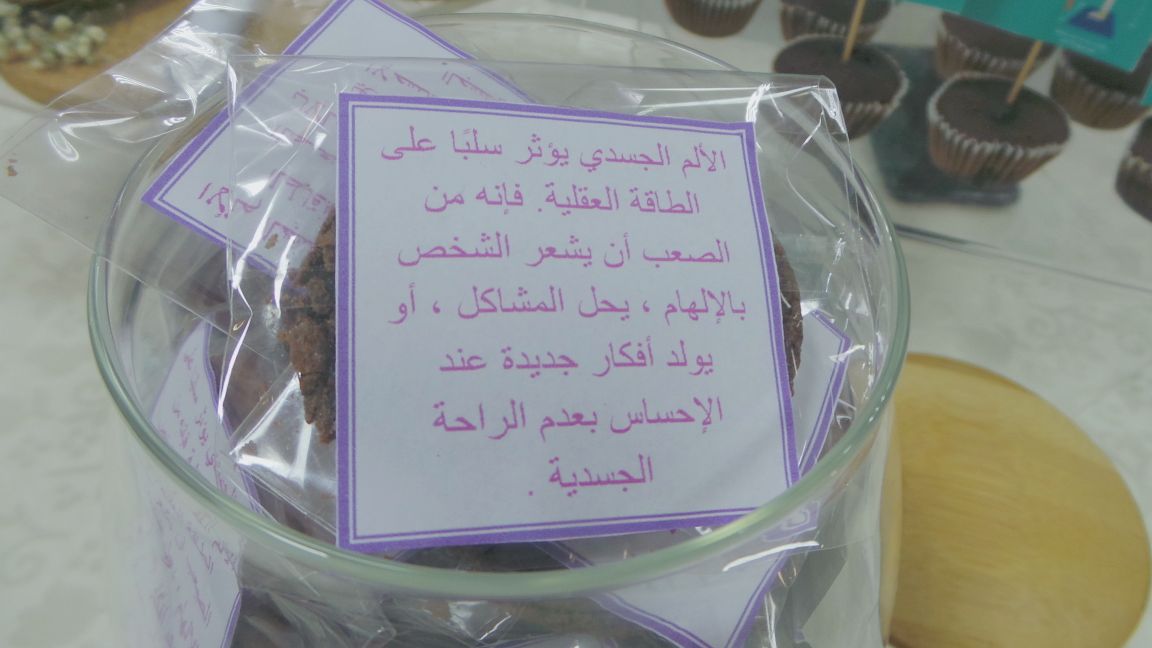 الألم الجسدي يؤثر سلبًا على
الطاقة العقلية. فإنه من
الصعب أن يشعر الشخص
بالإلهام ، يحل المشاكل ، أو
يولد أفكار جديدة عند
الإحساس بعدم الراحة
الجسدية .